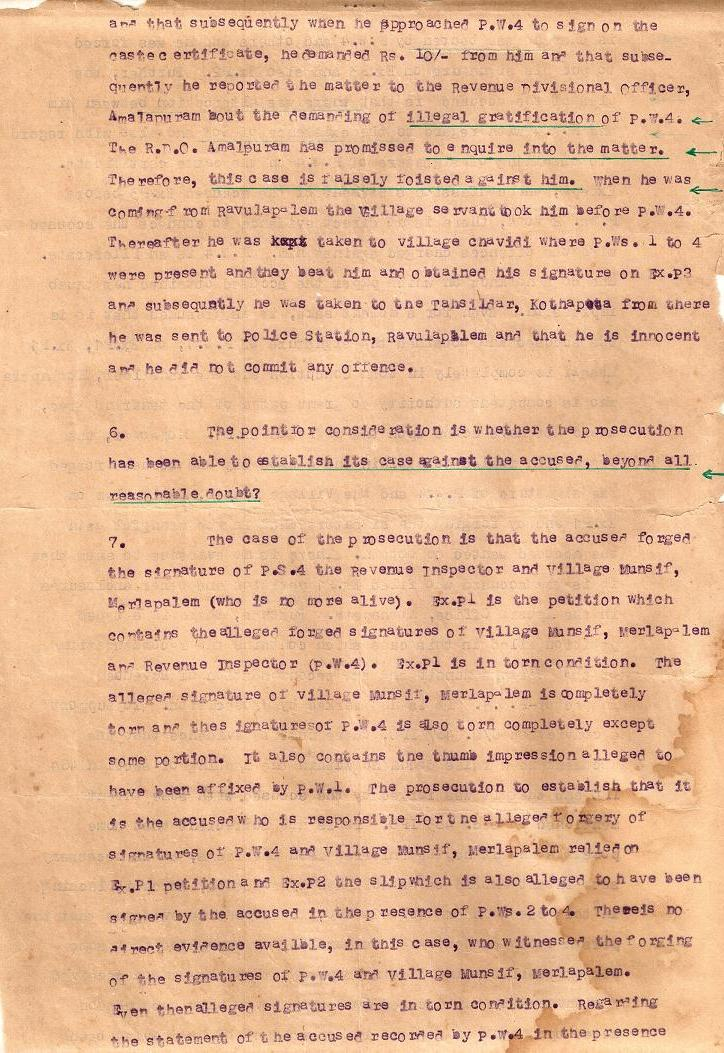 and that subsequently when he approached P.W.4 to sign on the
castec ertificate, hedemanded Rs. 10/- from him and that subse-
quently he reported the matter to the Revenue Divisional Officer,
Amalapuram bout the demanding of illegal gratification of P.W.4.
The R.D.O. Amalpuram has promissed to e nquire into the matter.
Therefore, this case is falsely foisted against him. When he was
coming from Ravulapalem the Village servant took him before P.W.4.
Thereafter he was taken to village chavidi where P.Ws. 1 to 4
were present and they beat him and obtained his signature on Ex.P3
and subsequntly he was taken to the Tahsildar, Kothapeta from there
he was sent to Police Station, Ravulapalem and that he is innocent
and he did not commit any offence.
6. The point for consideration is whether the prosecution
has been able to establish its case against the accused, beyond all
reasonable doubt?
7. The case of the prosecution is that the accused forged
the signature of P.S.4 the Revenue Inspector and Village Munsif,
Merlapalem (who is no more alive). Ex.P1 is the petition which
contains the alleged forged signatures of Village Munsif, Merlapalem
and Revenue Inspector (P.W.4). Ex.P1 is in torn condition. The
alleged signature of Village Munsif, Merlapalem is completely
torn and thes ignatures of P.W.4 is also torn completely except
some portion. It also contains the thumb impression alleged to
have been affixed by P.W.1. The prosecution to establish that it
is the accused who is responsible for the alleged forgery of
signatures of P.W.4 and Village Munsif, Merlapalem relied on
Ex.P1 petition and Ex.P2 the slip which is also alleged to have been
signed by the accused in the presence of P.Ws. 2 to 4. There is no
direct evidence availble, in this case, who witnessed the forging
of the signatures of P.W.4 and Village Munsif, Merlapalem.
Even then alleged signatures are in torn condition. Regarding
the statement of the accused recorded by P.W.4 in the presence